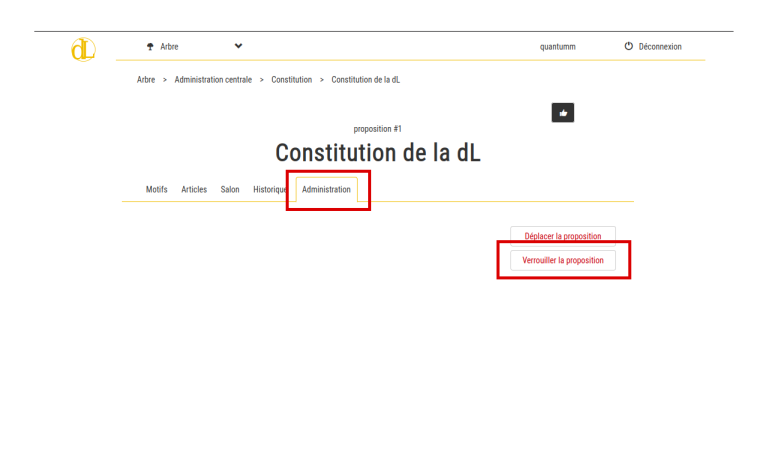 dL Arbre quantumm Déconnexion
Arbre > Administration centrale > Constitution > Constitution de la dL
proposition #1
Constitution de la dL
Motifs Articles Salon Historique Administration
Déplacer la proposition
Verrouiller la proposition